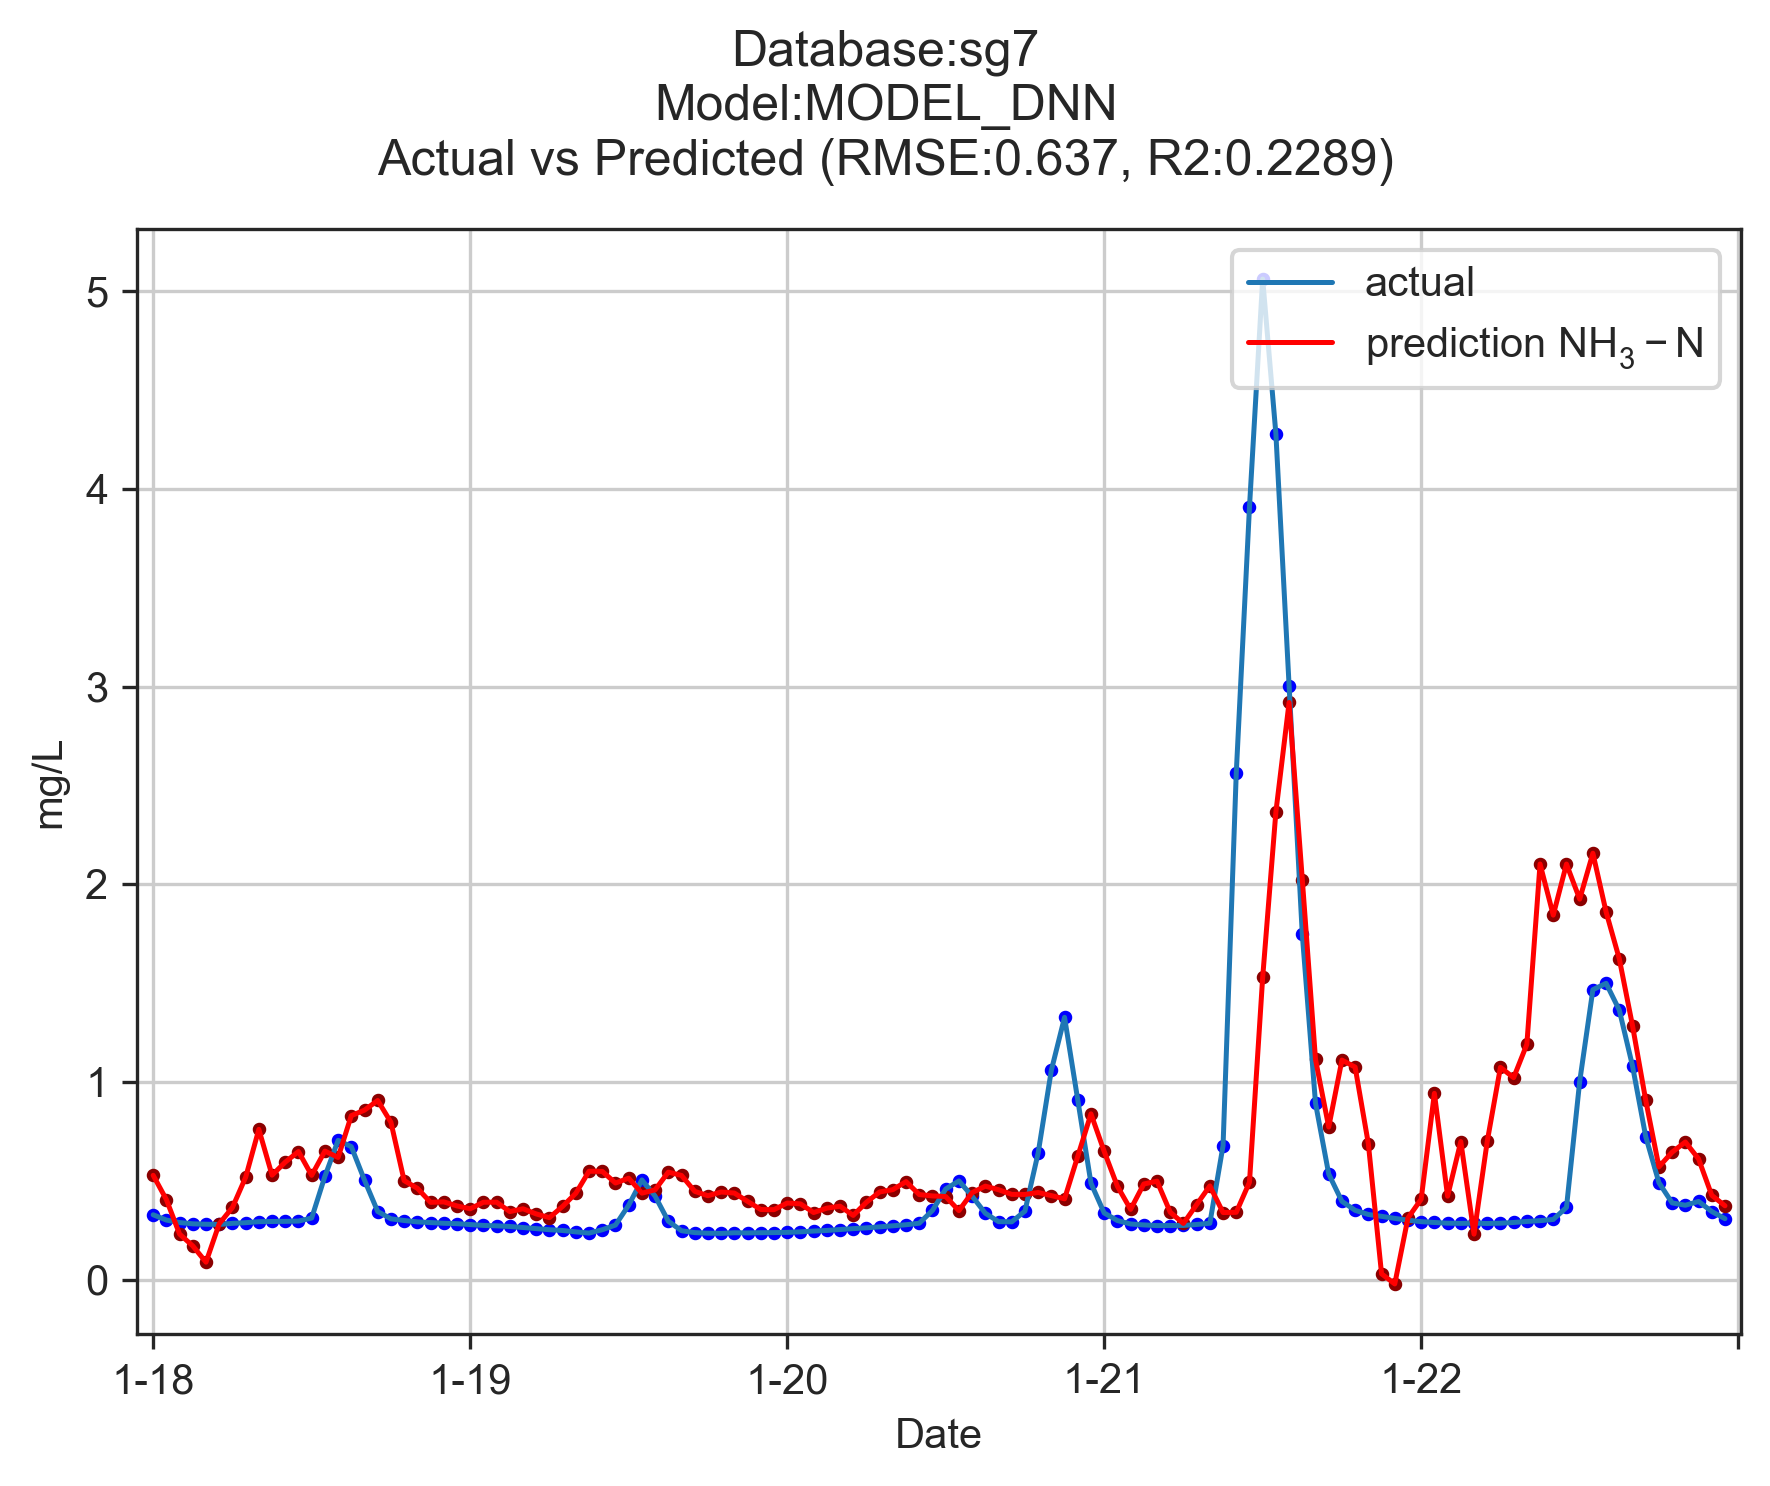 Database:sg7
Model:MODEL_DNN
Actual vs Predicted (RMSE:0.637, R2:0.2289)
actual
prediction NH₃ − N
5
4
3
2
1
0
mg/L
1-18 1-19 1-20 1-21 1-22
Date